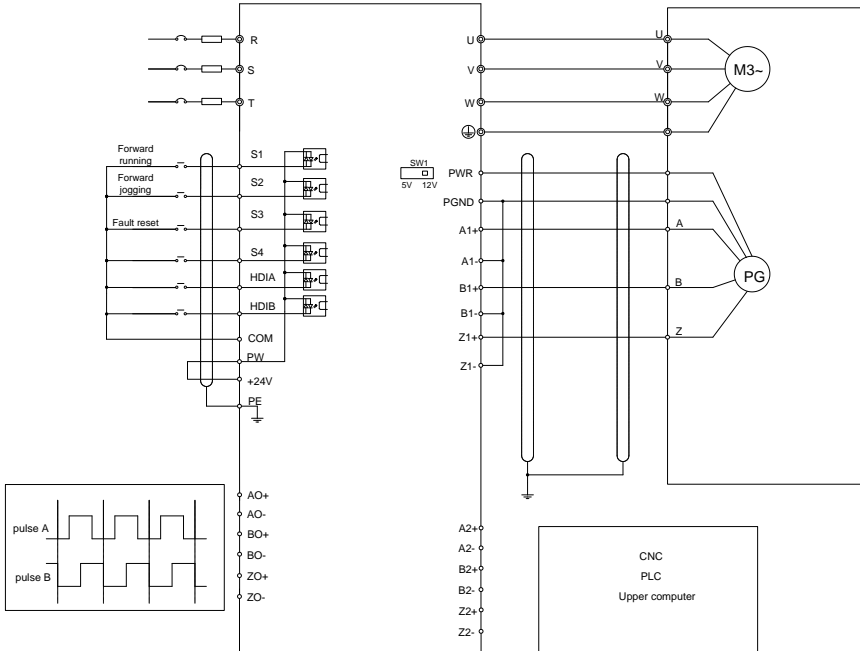 R
S
T
Forward
running
S1
Forward
jogging
S2
Fault reset
S3
S4
HDIA
HDIB
COM
PW
+24V
PE
pulse A
pulse B
AO+
AO-
BO+
BO-
ZO+
ZO-
U
V
W
SW1
5V 12V
PWR
PGND
A1+
A1-
B1+
B1-
Z1+
Z1-
A2+
A2-
B2+
B2-
Z2+
Z2-
U
V
W
M3~
A
B
Z
PG
CNC
PLC
Upper computer